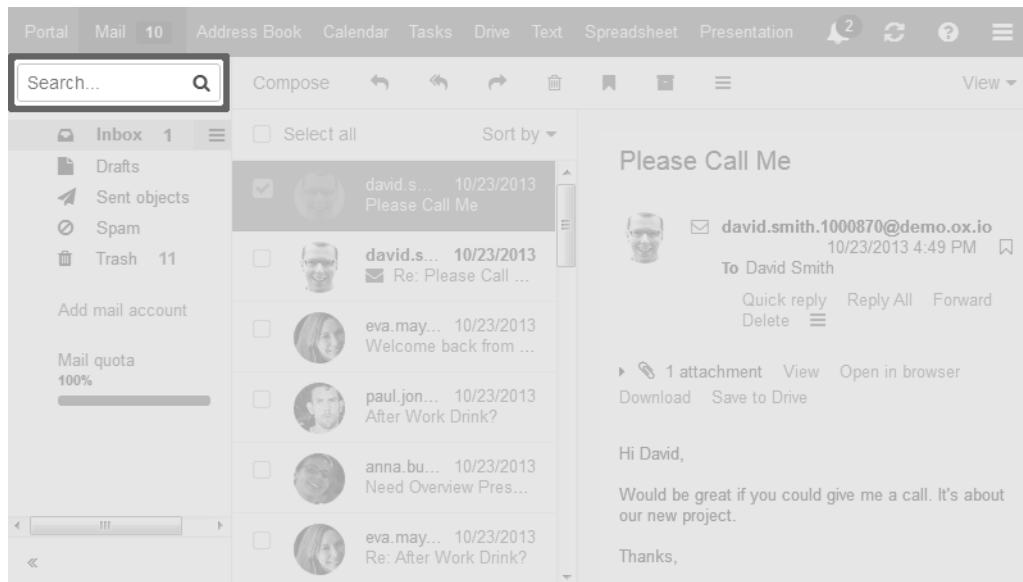 Portal Mail 10 Address Book Calendar Tasks Drive Text Spreadsheet Presentation 2
Search...
Compose View
Inbox 1
Drafts
Sent objects
Spam
Trash 11
Add mail account
Mail quota
100%
Select all Sort by
david.s... 10/23/2013
Please Call Me
david.s... 10/23/2013
Re: Please Call ...
eva.may... 10/23/2013
Welcome back from ...
paul.jon... 10/23/2013
After Work Drink?
anna.bu... 10/23/2013
Need Overview Pres...
eva.may... 10/23/2013
Re: After Work Drink?
Please Call Me
david.smith.1000870@demo.ox.io
10/23/2013 4:49 PM
To David Smith
Quick reply Reply All Forward
Delete
1 attachment View Open in browser
Download Save to Drive
Hi David,
Would be great if you could give me a call. It's about
our new project.
Thanks,